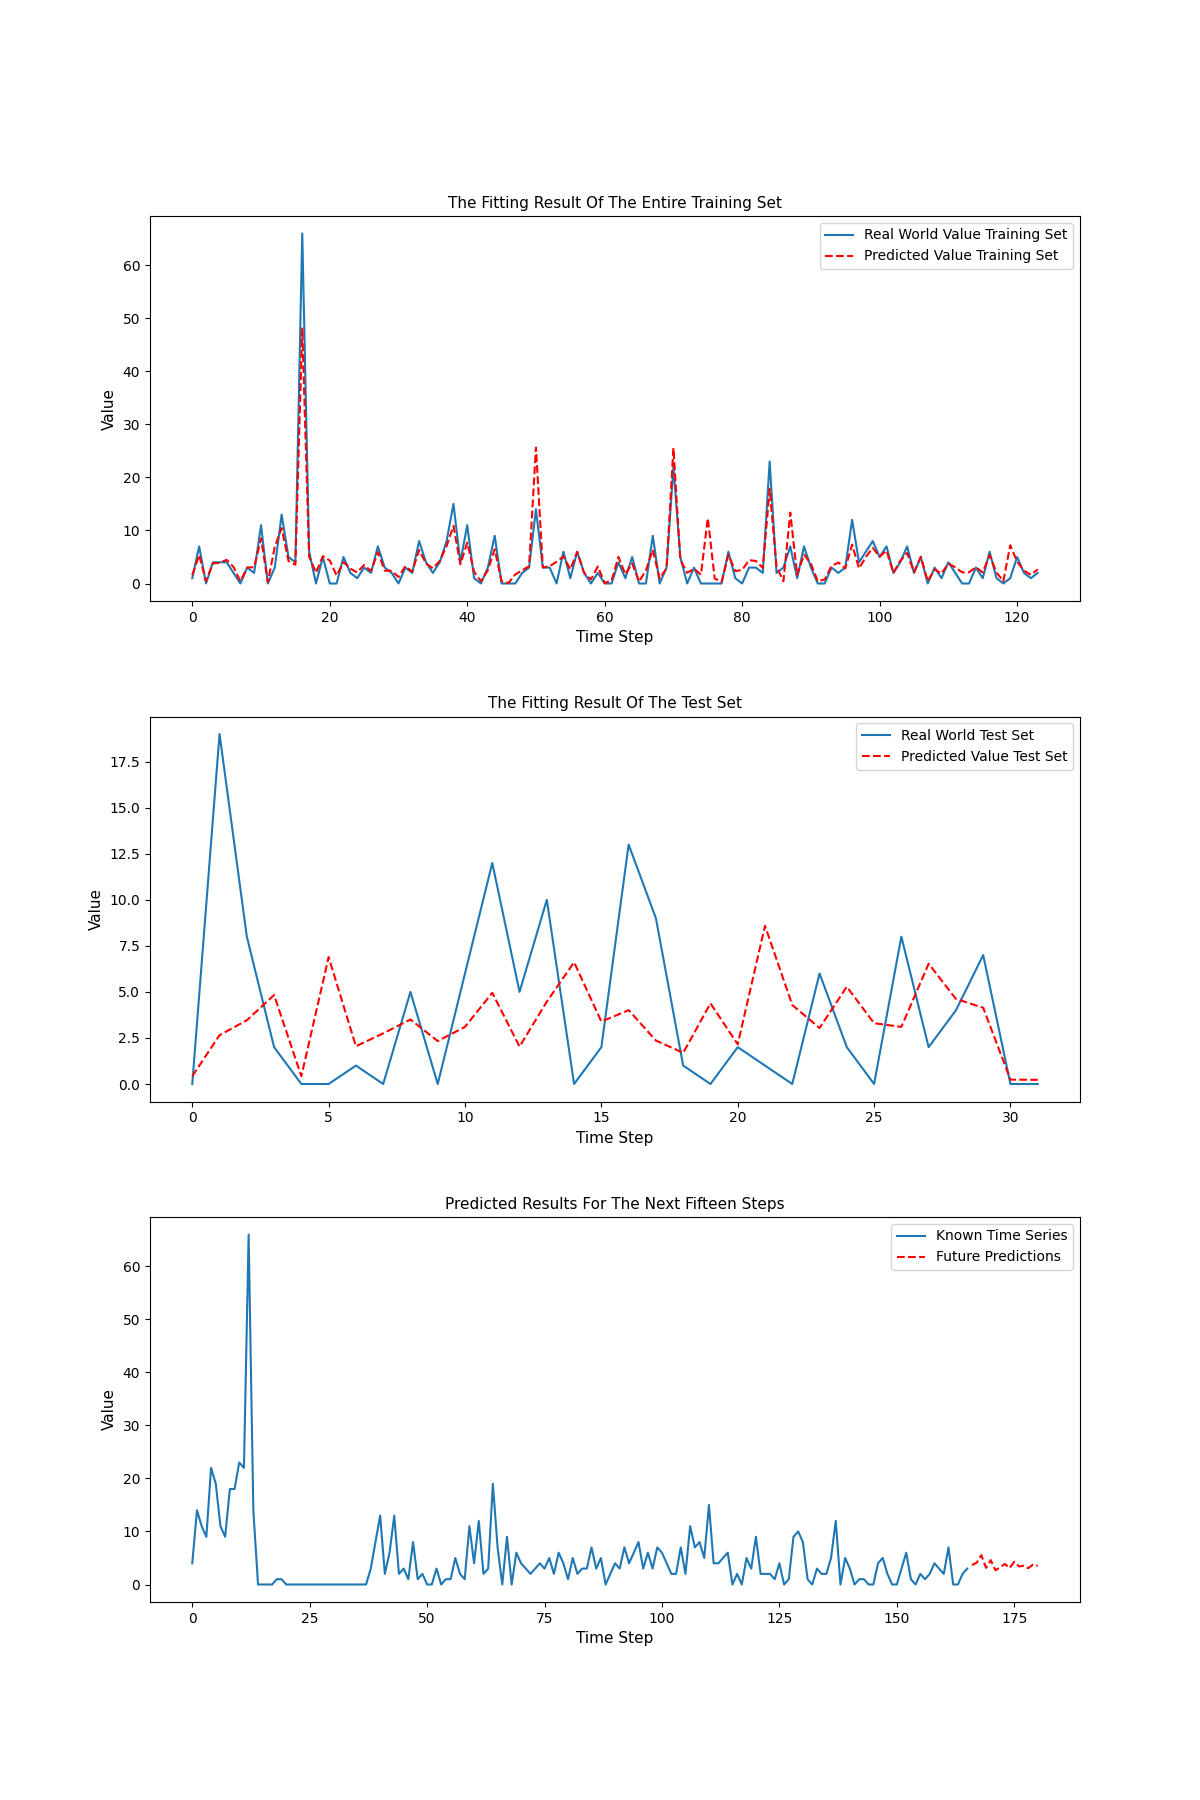 The Fitting Result Of The Entire Training Set
Real World Value Training Set
Predicted Value Training Set
Value
60
50
40
30
20
10
0
0 20 40 60 80 100 120
Time Step
The Fitting Result Of The Test Set
Real World Test Set
Predicted Value Test Set
Value
17.5
15.0
12.5
10.0
7.5
5.0
2.5
0.0
0 5 10 15 20 25 30
Time Step
Predicted Results For The Next Fifteen Steps
Known Time Series
Future Predictions
Value
60
50
40
30
20
10
0
0 25 50 75 100 125 150 175
Time Step